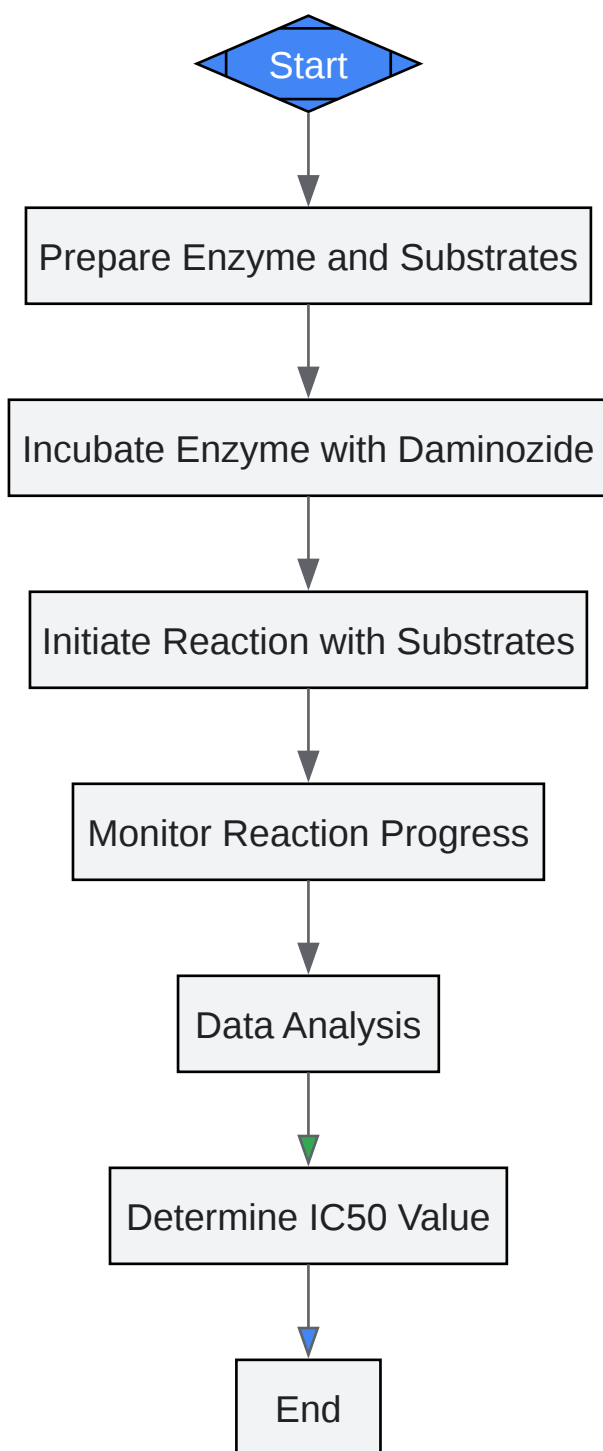 Start
Prepare Enzyme and Substrates
Incubate Enzyme with Daminozide
Initiate Reaction with Substrates
Monitor Reaction Progress
Data Analysis
Determine IC50 Value
End